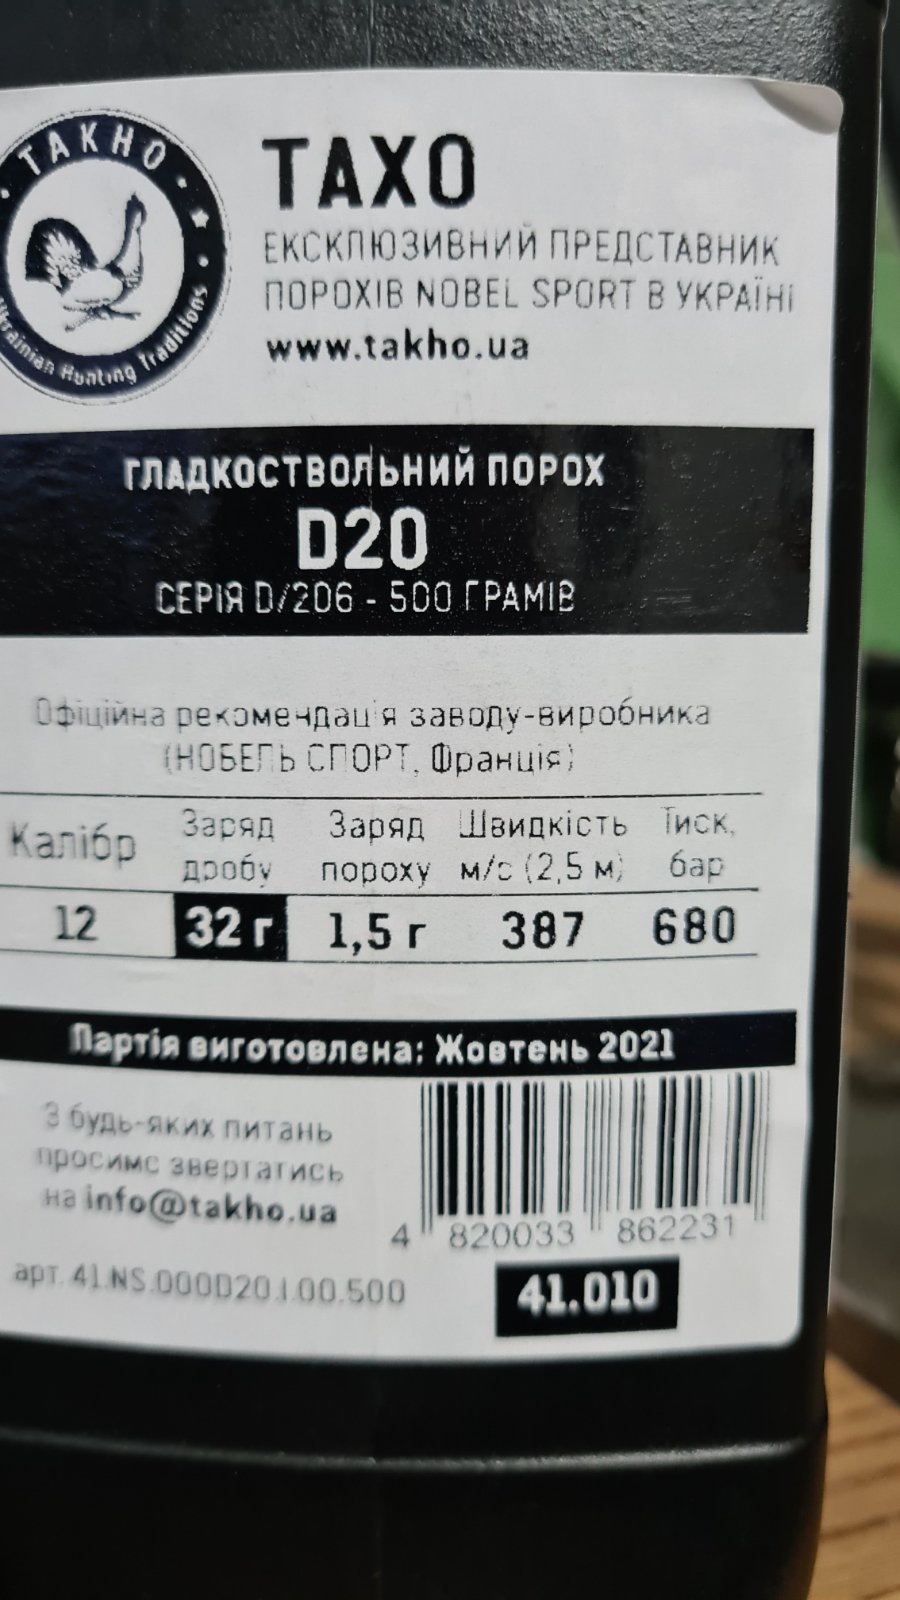 TAKHO
Ukrainian Hunting Traditions
ТАХО
ЕКСКЛЮЗИВНИЙ ПРЕДСТАВНИК
ПОРОХІВ NOBEL SPORT В УКРАЇНІ
www.takho.ua
ГЛАДКОСТВОЛЬНИЙ ПОРОХ
D20
СЕРІЯ D/206 - 500 ГРАМІВ
Офіційна рекомендація заводу-виробника
(НОБЕЛЬ СПОРТ, Франція)
Калібр Заряд дробу Заряд пороху Швидкість м/с (2,5 м) Тиск, бар
12 32 г 1,5 г 387 680
Партія виготовлена: Жовтень 2021
З будь-яких питань
просимо звертатись
на info@takho.ua
4 820033 862231
арт. 41.NS.000D20.1.00.500
41.010